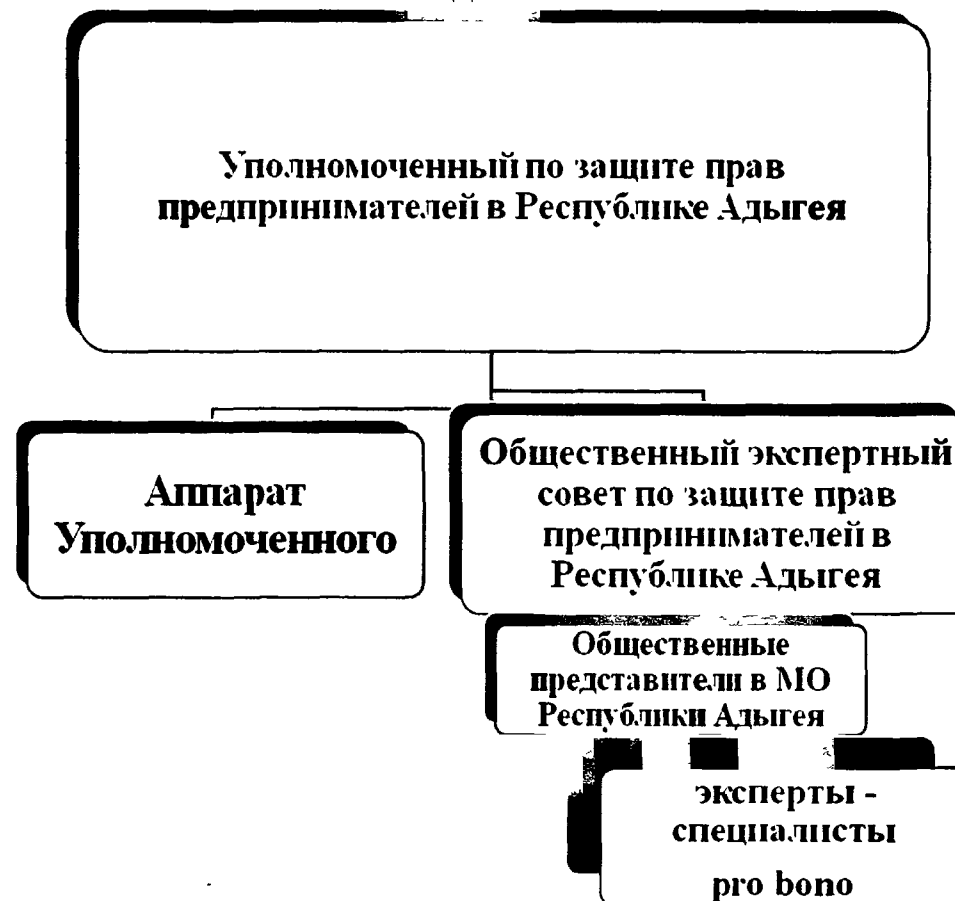 Уполномоченный по защите прав
предпринимателей в Республике Адыгея
Аппарат
Уполномоченного
Общественный экспертный
совет по защите прав
предпринимателей в
Республике Адыгея
Общественные
представители в МО
Республики Адыгея
эксперты -
специалисты
pro bono